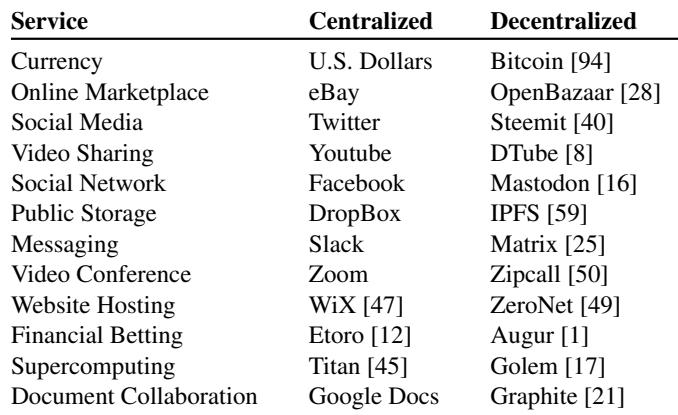 Service Centralized Decentralized
Currency U.S. Dollars Bitcoin [94]
Online Marketplace eBay OpenBazaar [28]
Social Media Twitter Steemit [40]
Video Sharing Youtube DTube [8]
Social Network Facebook Mastodon [16]
Public Storage DropBox IPFS [59]
Messaging Slack Matrix [25]
Video Conference Zoom Zipcall [50]
Website Hosting WiX [47] ZeroNet [49]
Financial Betting Etoro [12] Augur [1]
Supercomputing Titan [45] Golem [17]
Document Collaboration Google Docs Graphite [21]